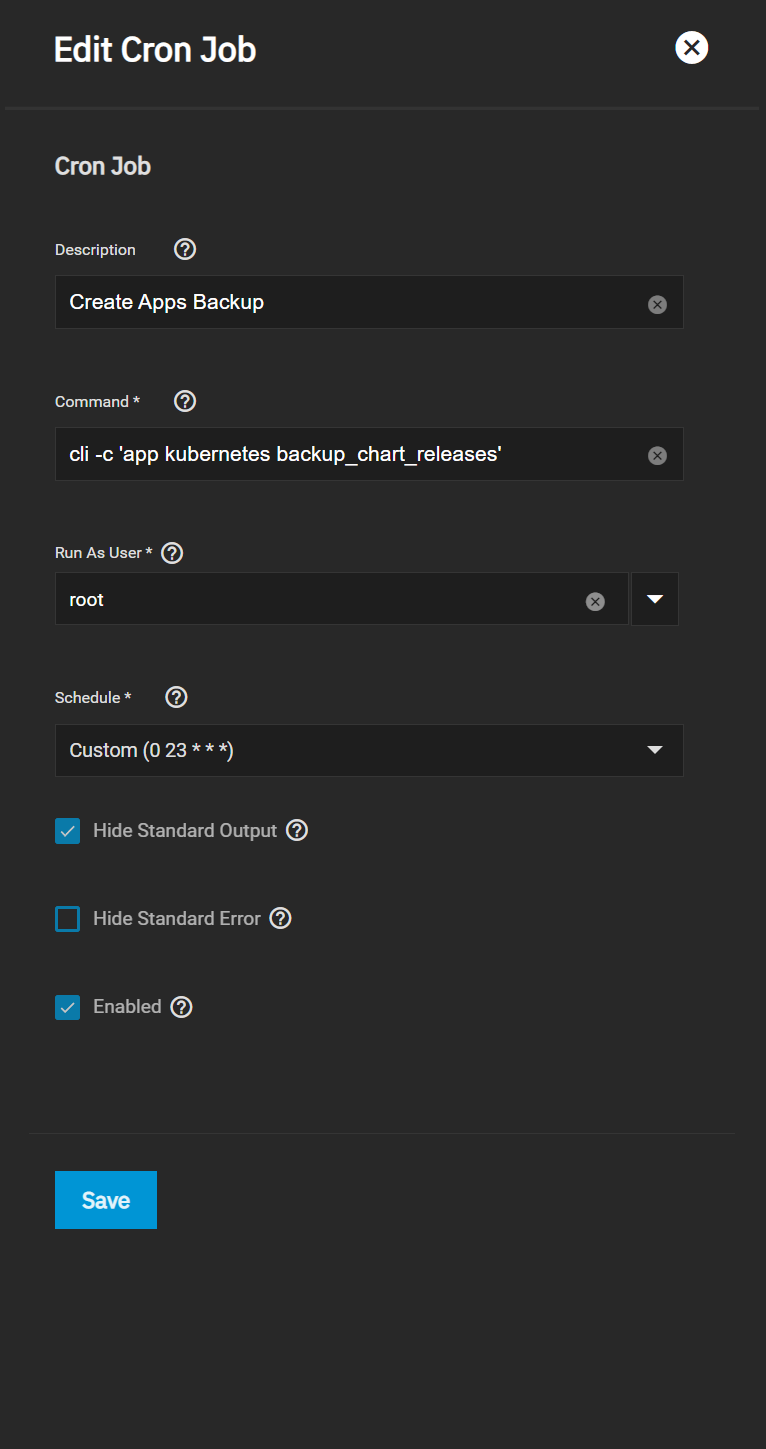 Edit Cron Job
Cron Job
Description
Create Apps Backup
Command *
cli -c 'app kubernetes backup_chart_releases'
Run As User *
root
Schedule *
Custom (0 23 * * *)
Hide Standard Output
Hide Standard Error
Enabled
Save